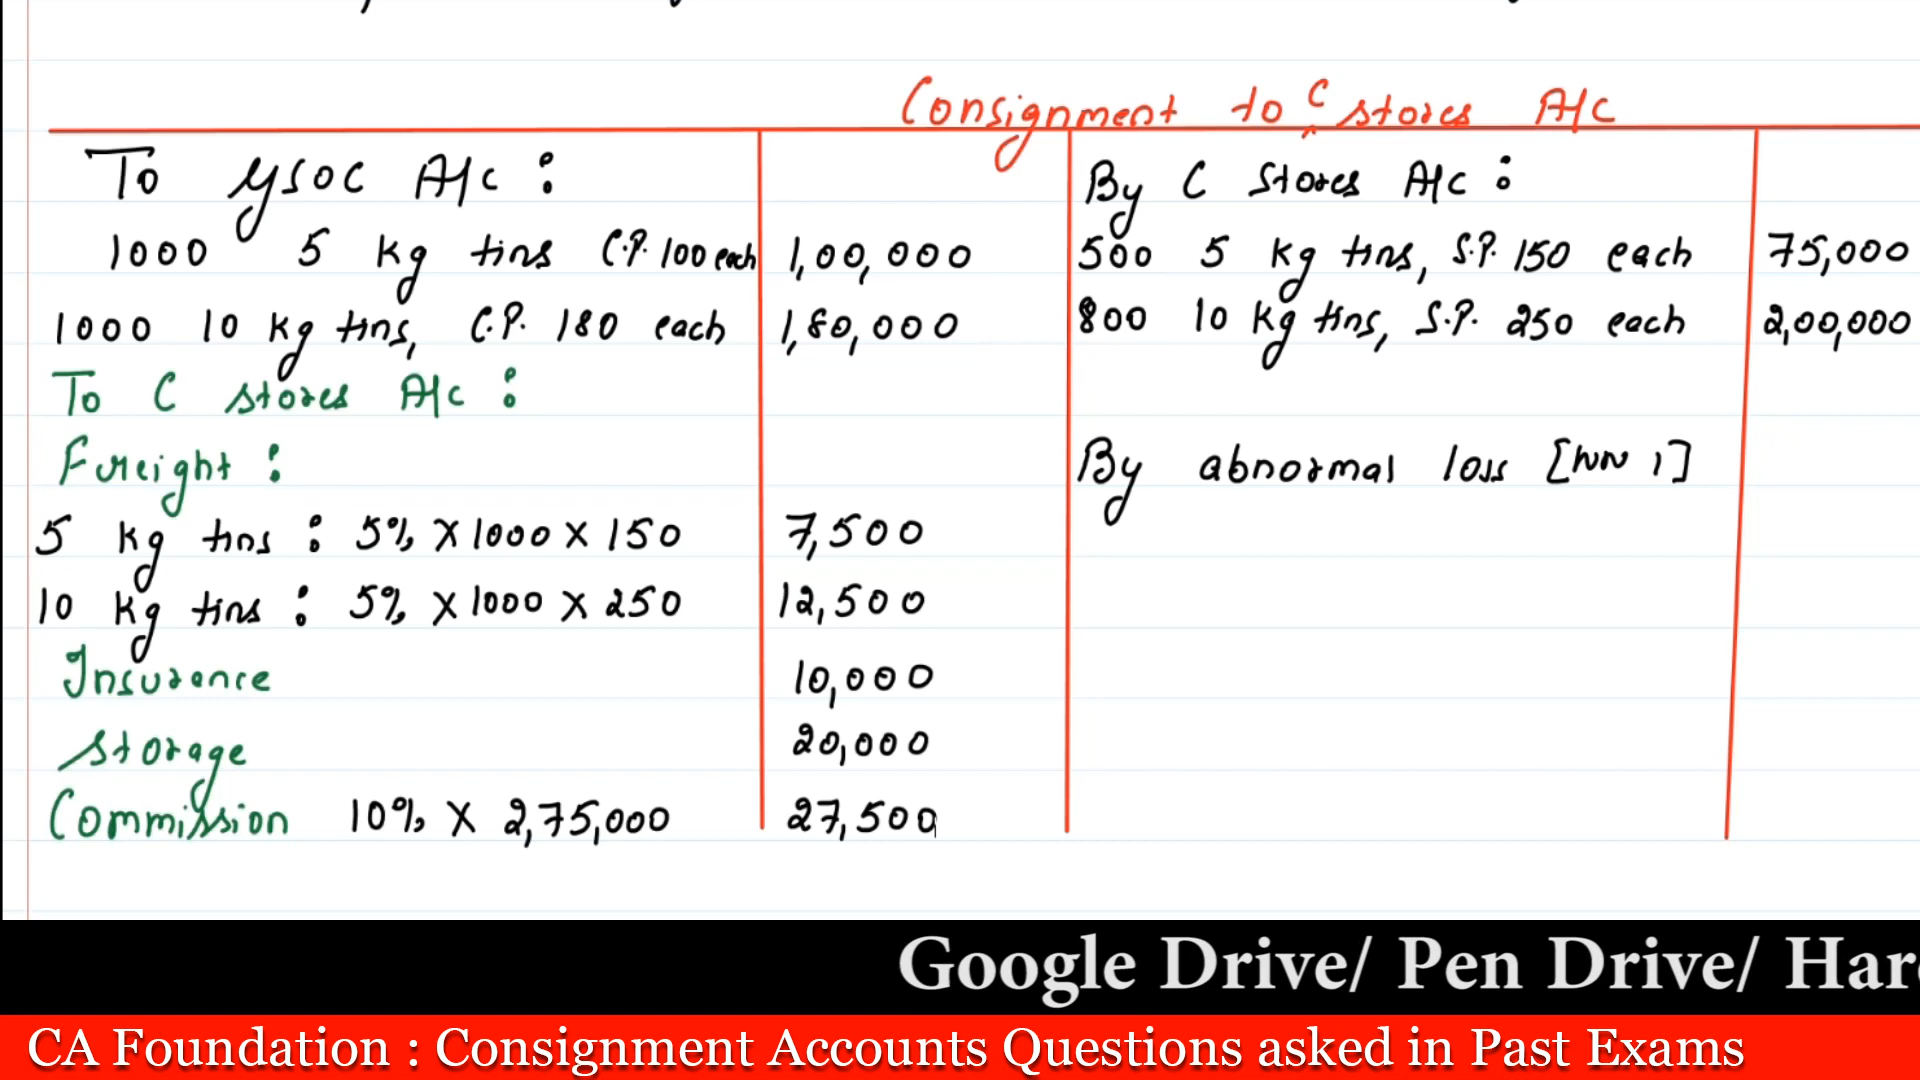 Consignment to C stores A/c
To GSOC A/c :
1000 5 kg tins C.P. 100 each 1,00,000
1000 10 kg tins, C.P. 180 each 1,80,000
To C stores A/c :
Freight :
5 kg tins : 5% X 1000 X 150 7,500
10 kg tins : 5% X 1000 X 250 12,500
Insurance 10,000
Storage 20,000
Commission 10% X 2,75,000 27,500
By C stores A/c :
500 5 kg tins, S.P. 150 each 75,000
800 10 kg tins, S.P. 250 each 2,00,000
By abnormal loss [WN 1]
Google Drive/ Pen Drive/ Har
CA Foundation : Consignment Accounts Questions asked in Past Exams